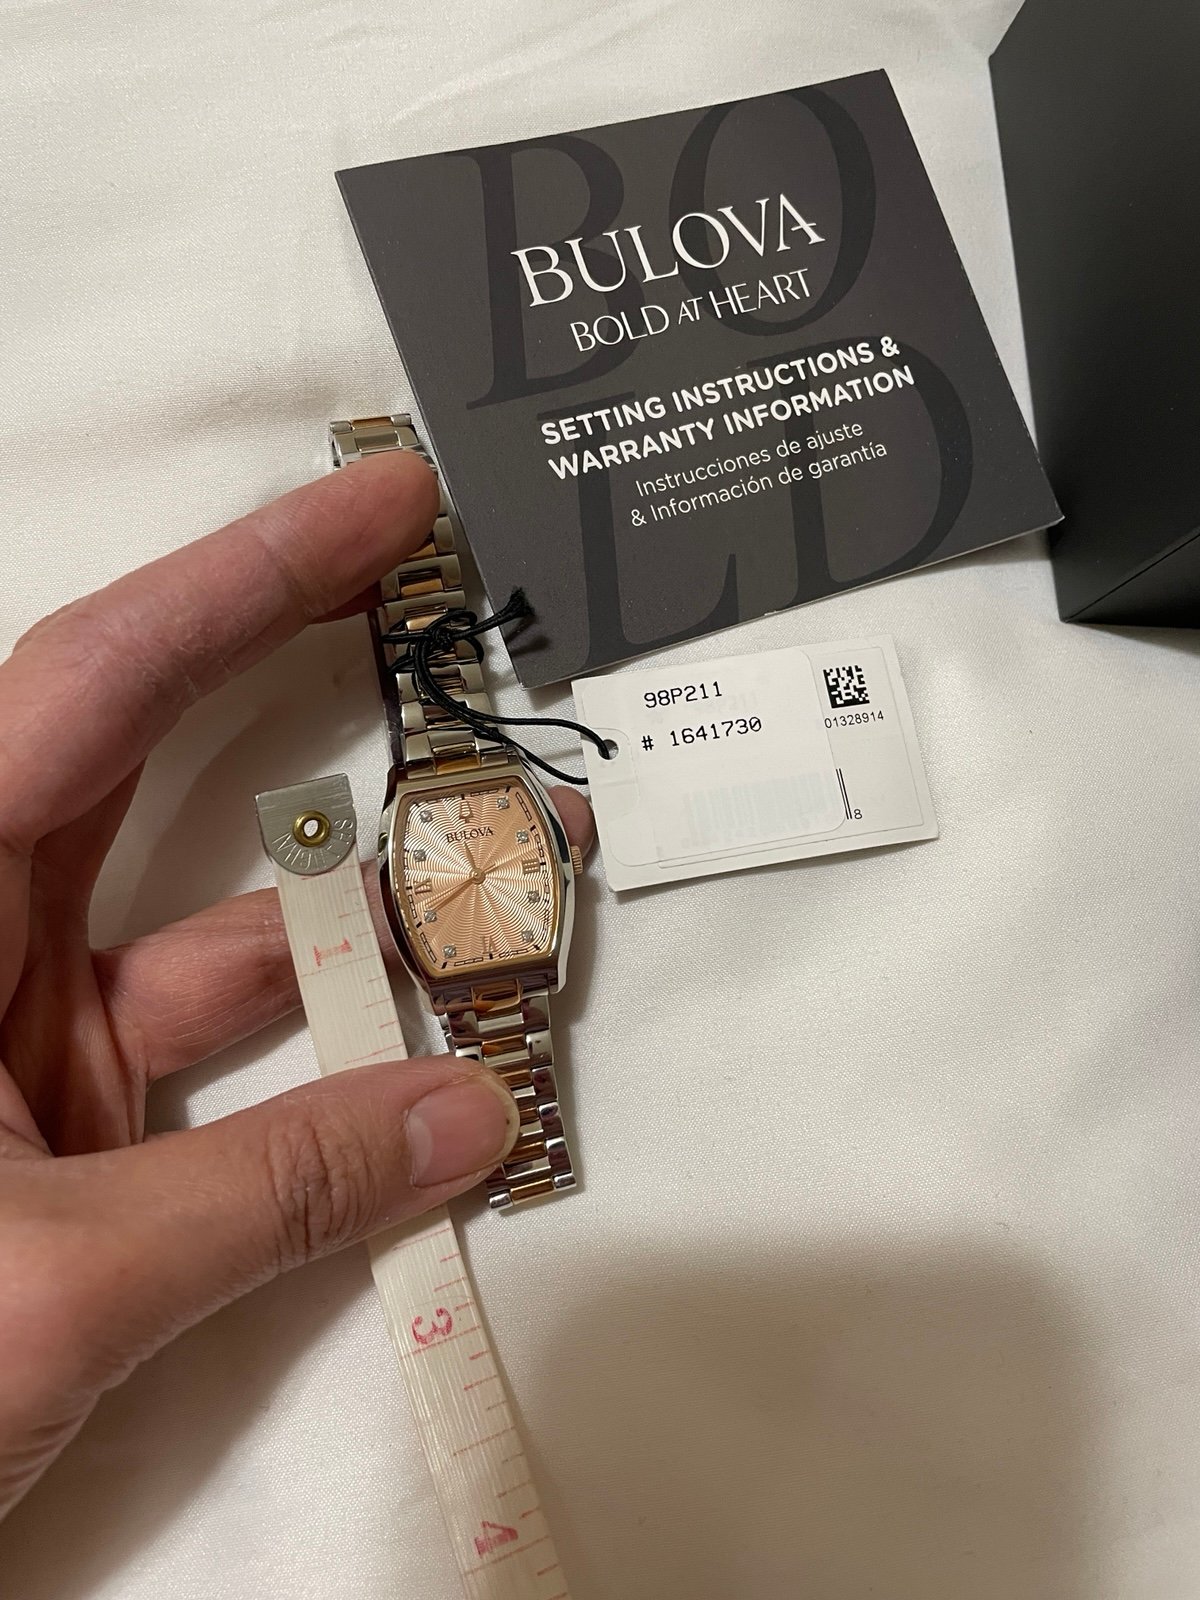 BULOVA
BOLD AT HEART
SETTING INSTRUCTIONS &
WARRANTY INFORMATION
Instrucciones de ajuste
& Información de garantía
98P211
# 1641730
01328914
8
BULOVA
1
3
4